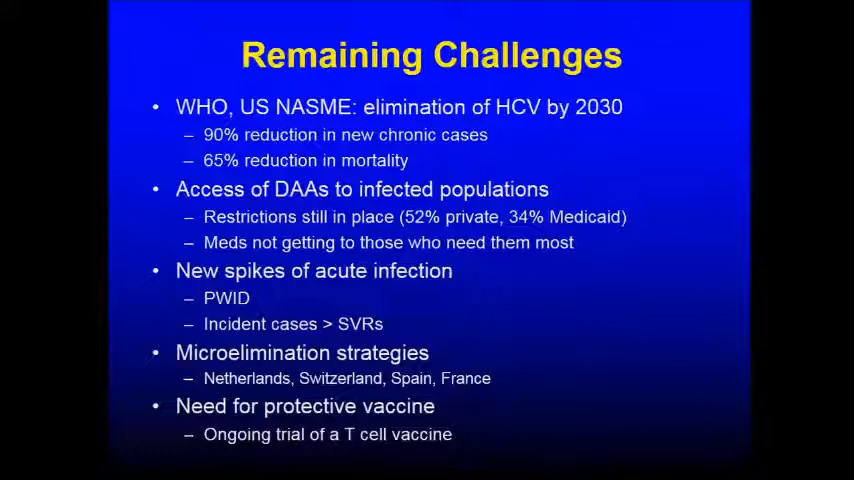 Remaining Challenges
• WHO, US NASME: elimination of HCV by 2030
– 90% reduction in new chronic cases
– 65% reduction in mortality
• Access of DAAs to infected populations
– Restrictions still in place (52% private, 34% Medicaid)
– Meds not getting to those who need them most
• New spikes of acute infection
– PWID
– Incident cases > SVRs
• Microelimination strategies
– Netherlands, Switzerland, Spain, France
• Need for protective vaccine
– Ongoing trial of a T cell vaccine